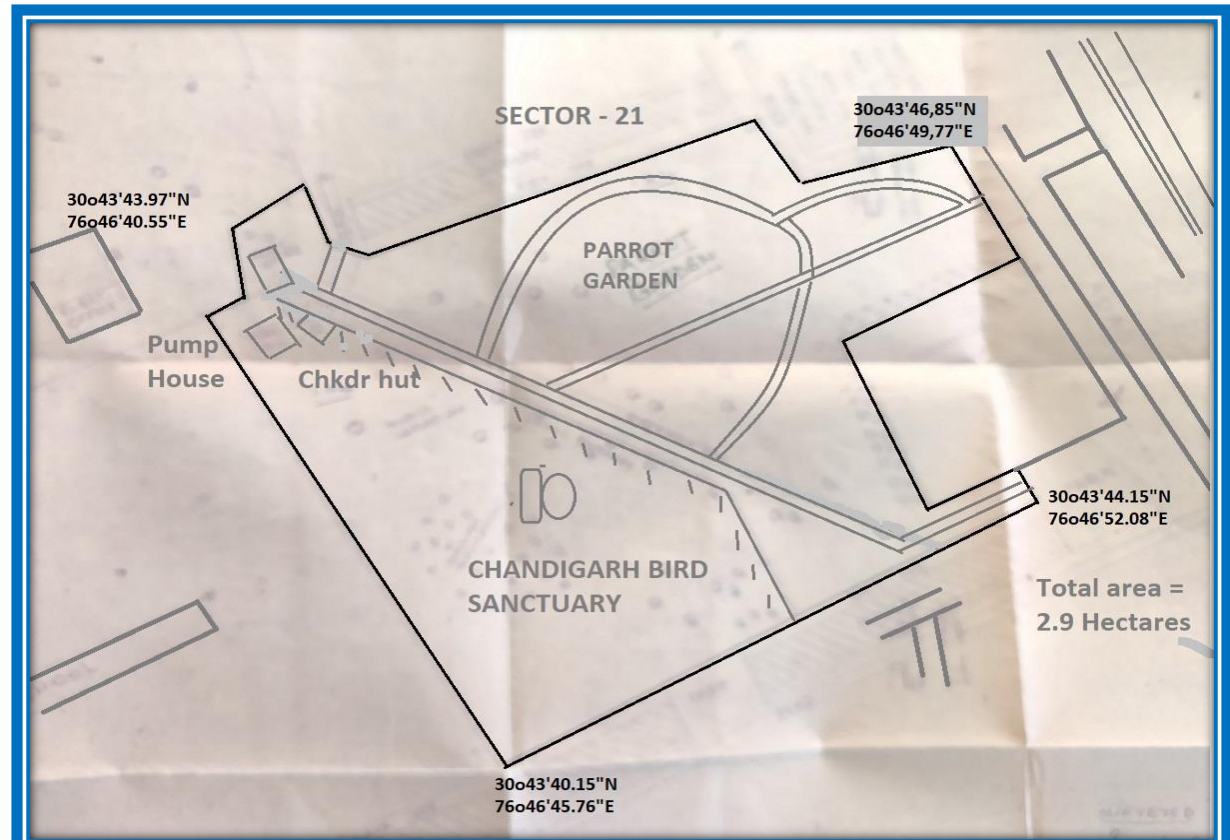 SECTOR - 21
30o43'46,85"N
76o46'49,77"E
30o43'43.97"N
76o46'40.55"E
PARROT
GARDEN
Pump
House
Chkdr hut
30o43'44.15"N
76o46'52.08"E
CHANDIGARH BIRD
SANCTUARY
Total area =
2.9 Hectares
30o43'40.15"N
76o46'45.76"E